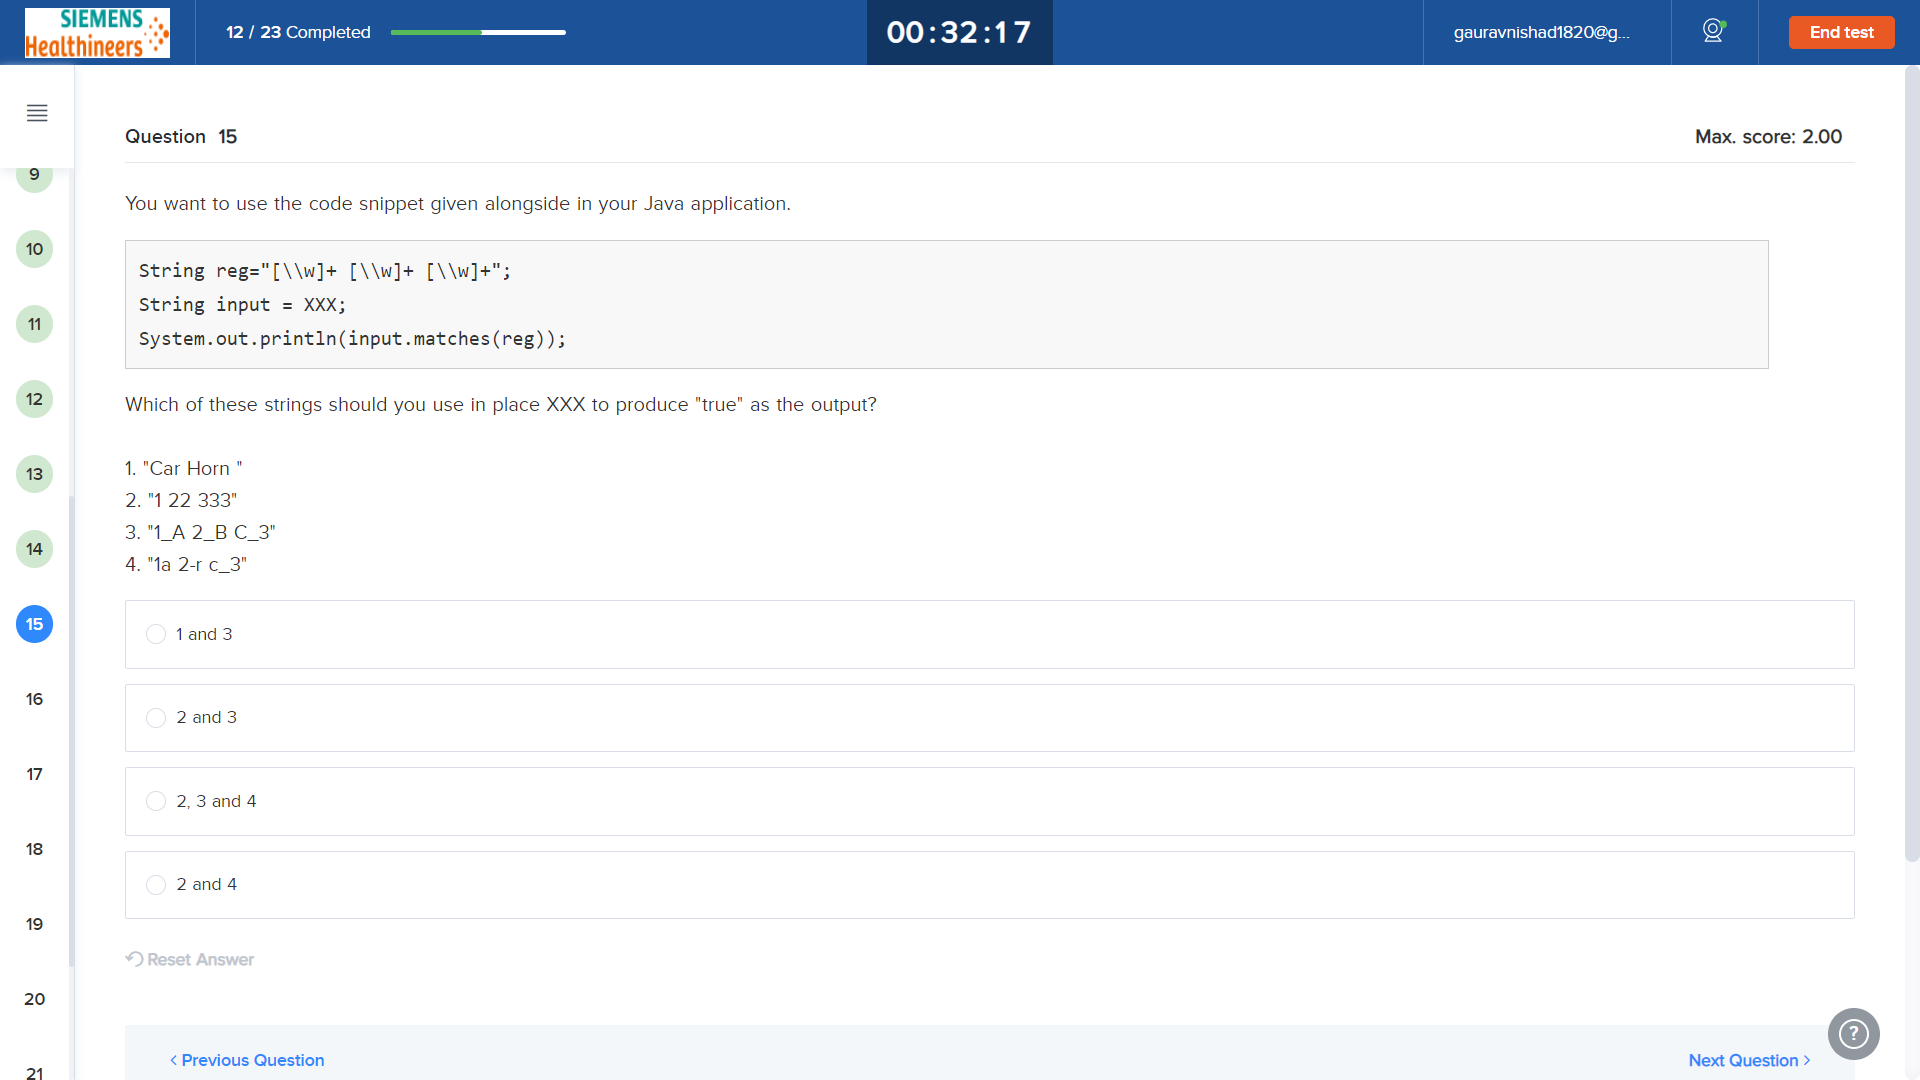 SIEMENS
Healthineers
12 / 23 Completed
00:32:17
gauravnishad1820@g...
End test
Question 15
Max. score: 2.00
9
10
11
12
13
14
15
16
17
18
19
20
21
You want to use the code snippet given alongside in your Java application.
String reg="[\\w]+ [\\w]+ [\\w]+";
String input = XXX;
System.out.println(input.matches(reg));
Which of these strings should you use in place XXX to produce "true" as the output?
1. "Car Horn "
2. "1 22 333"
3. "1_A 2_B C_3"
4. "1a 2-r c_3"
1 and 3
2 and 3
2, 3 and 4
2 and 4
Reset Answer
< Previous Question
Next Question >
?